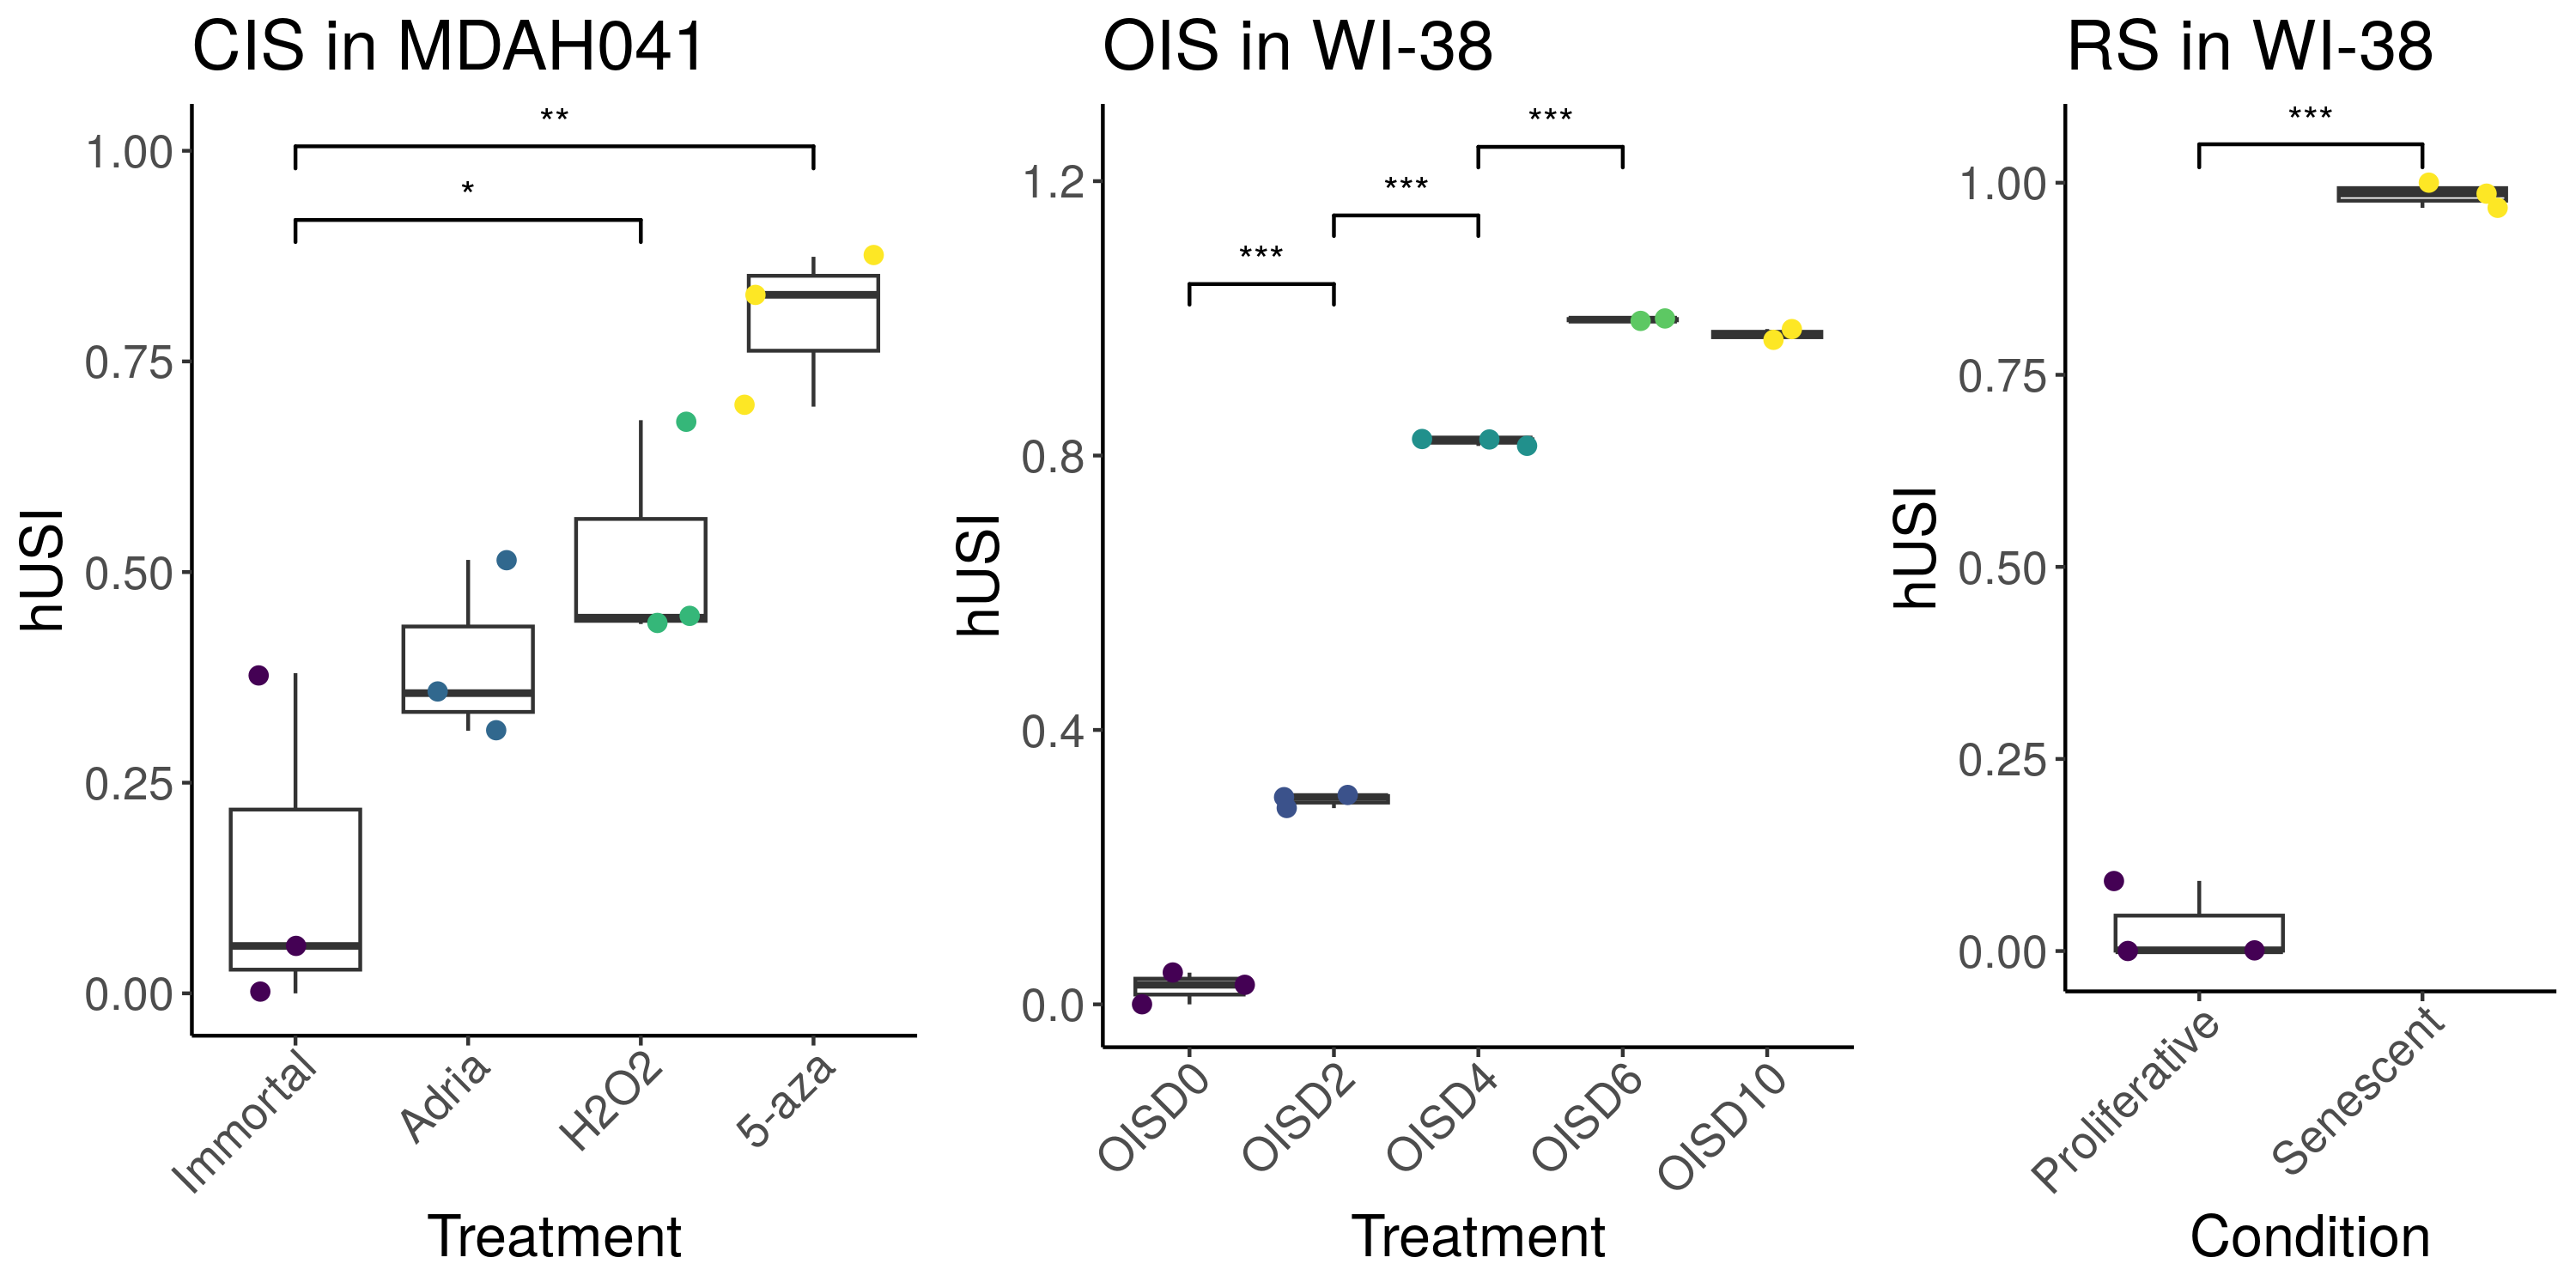 CIS in MDAH041
**
*
1.00
0.75
0.50
0.25
0.00
hUSI
Immortal
Adria
H2O2
5-aza
Treatment
OIS in WI-38
***
***
***
1.2
0.8
0.4
0.0
hUSI
OISD0
OISD2
OISD4
OISD6
OISD10
Treatment
RS in WI-38
***
1.00
0.75
0.50
0.25
0.00
hUSI
Proliferative
Senescent
Condition